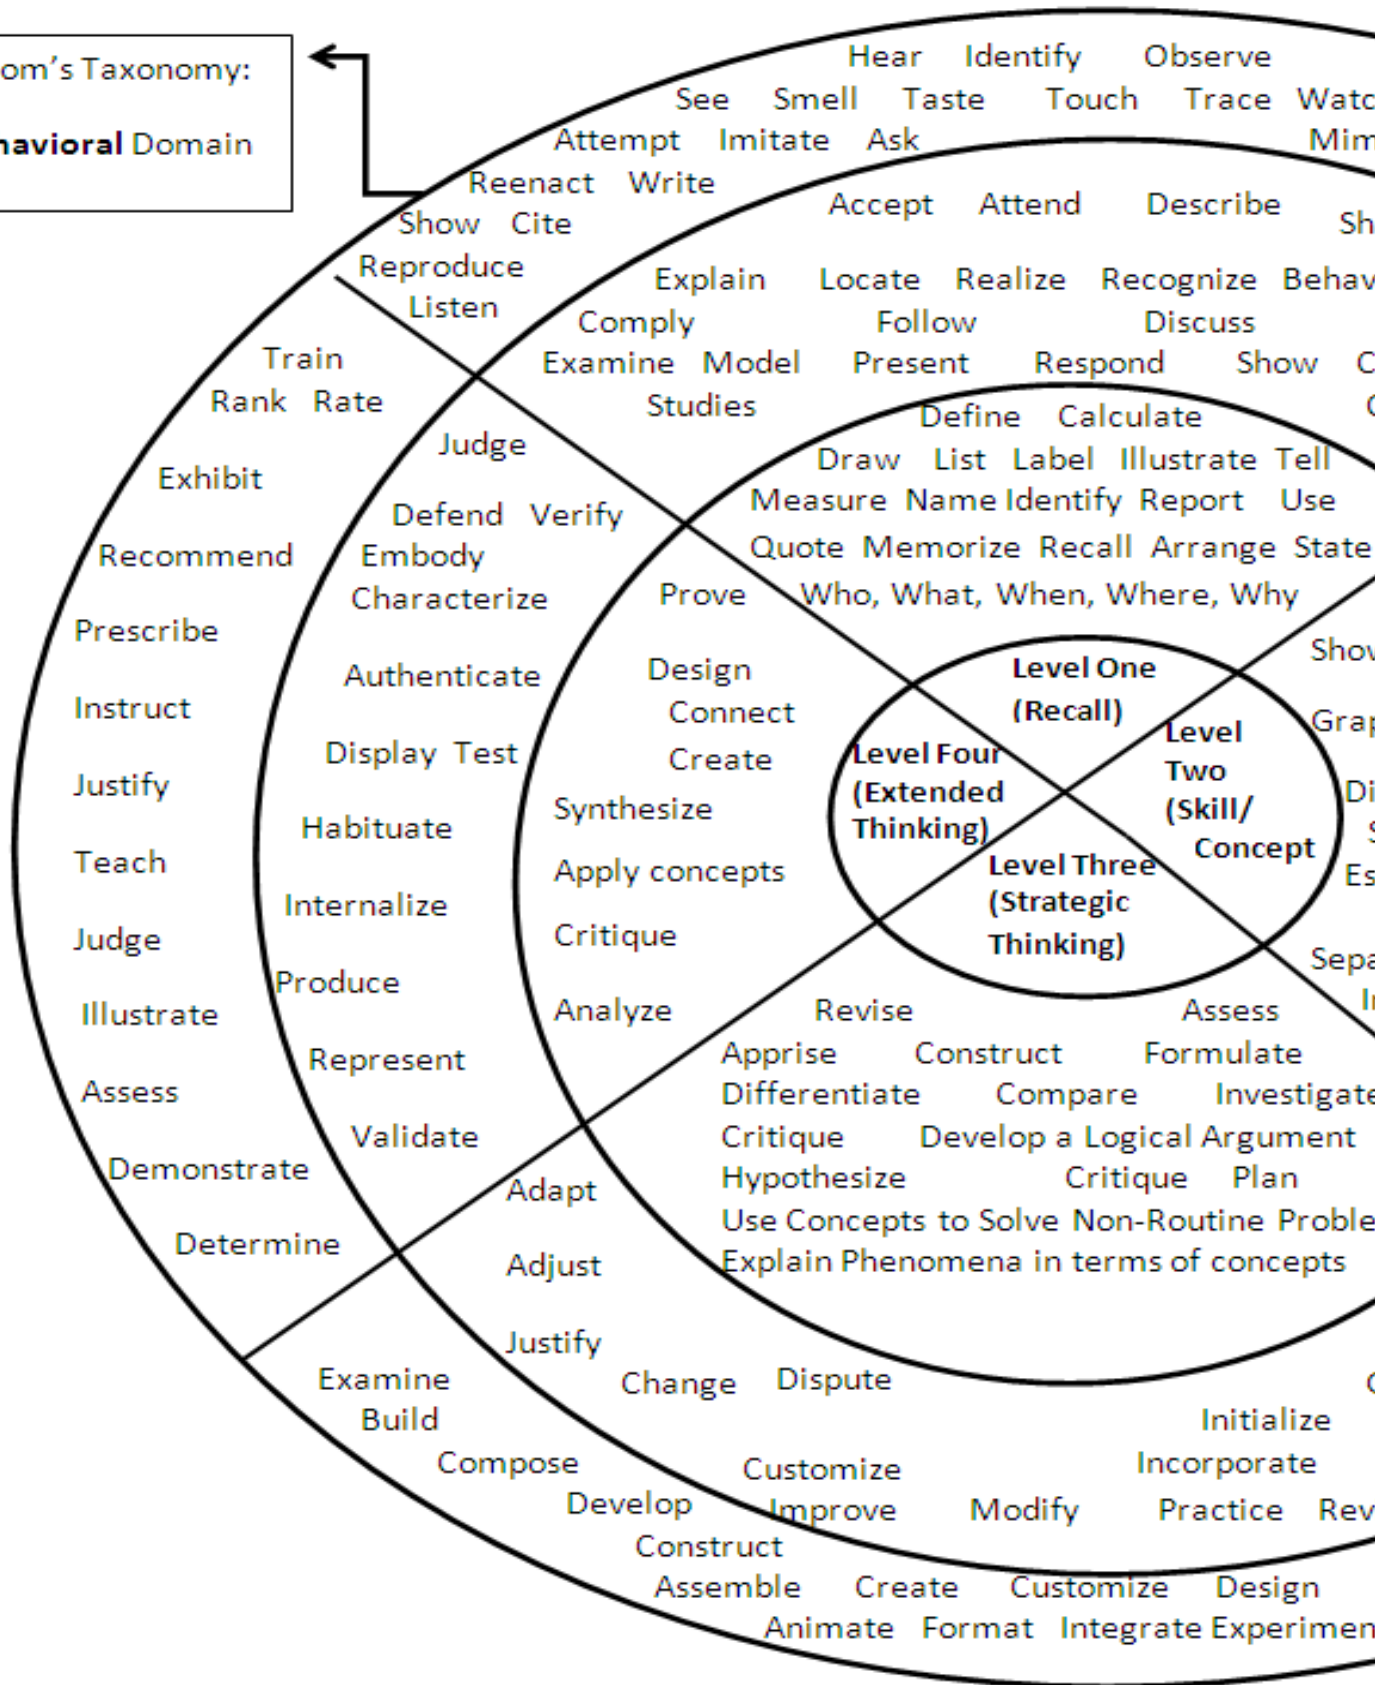 om's Taxonomy:
havioral Domain
Hear Identify Observe
See Smell Taste Touch Trace Watc
Attempt Imitate Ask Mim
Reenact Write
Show Cite
Reproduce
Listen
Accept Attend Describe Sh
Explain Locate Realize Recognize Behav
Comply Follow Discuss
Examine Model Present Respond Show C
Studies
Define Calculate
Draw List Label Illustrate Tell
Measure Name Identify Report Use
Quote Memorize Recall Arrange State
Who, What, When, Where, Why
Train
Rank Rate
Exhibit
Recommend
Prescribe
Instruct
Justify
Teach
Judge
Illustrate
Assess
Demonstrate
Determine
Judge
Defend Verify
Embody
Characterize
Authenticate
Display Test
Habituate
Internalize
Produce
Represent
Validate
Prove
Design
Connect
Create
Synthesize
Apply concepts
Critique
Analyze
Level One
(Recall)
Level Four
(Extended
Thinking)
Level
Two
(Skill/
Concept
Level Three
(Strategic
Thinking)
Show
Grap
Di
S
Es
Sepa
Revise Assess
Apprise Construct Formulate
Differentiate Compare Investigate
Critique Develop a Logical Argument
Hypothesize Critique Plan
Use Concepts to Solve Non-Routine Proble
Explain Phenomena in terms of concepts
Adapt
Adjust
Justify
Change Dispute
Initialize
Customize Incorporate
Improve Modify Practice Rev
Examine
Build
Compose
Develop
Construct
Assemble Create Customize Design
Animate Format Integrate Experimen